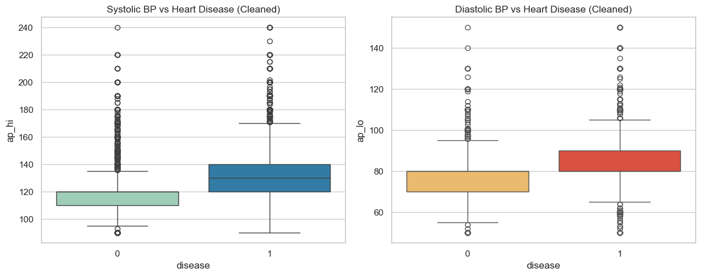 Systolic BP vs Heart Disease (Cleaned)
240
220
200
180
160
140
120
100
ap_hi
0
1
disease
Diastolic BP vs Heart Disease (Cleaned)
140
120
100
80
60
ap_lo
0
1
disease